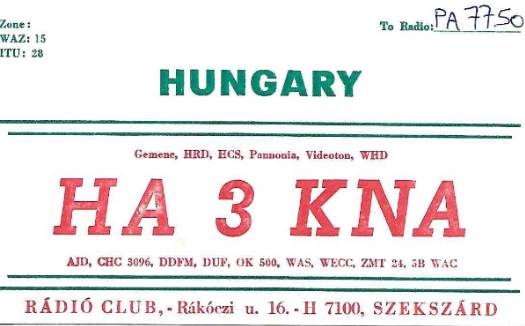 Zone:
WAZ: 15
ITU: 28
To Radio: PA 7750
HUNGARY
Gemenc, HRD, HCS, Pannonia, Videoton, WHD
HA 3 KNA
AJD, CHC 3096, DDFM, DUF, OK 500, WAS, WECC, ZMT 24, 5B WAC
RÁDIÓ CLUB,- Rákóczi u. 16. - H 7100, SZEKSZÁRD